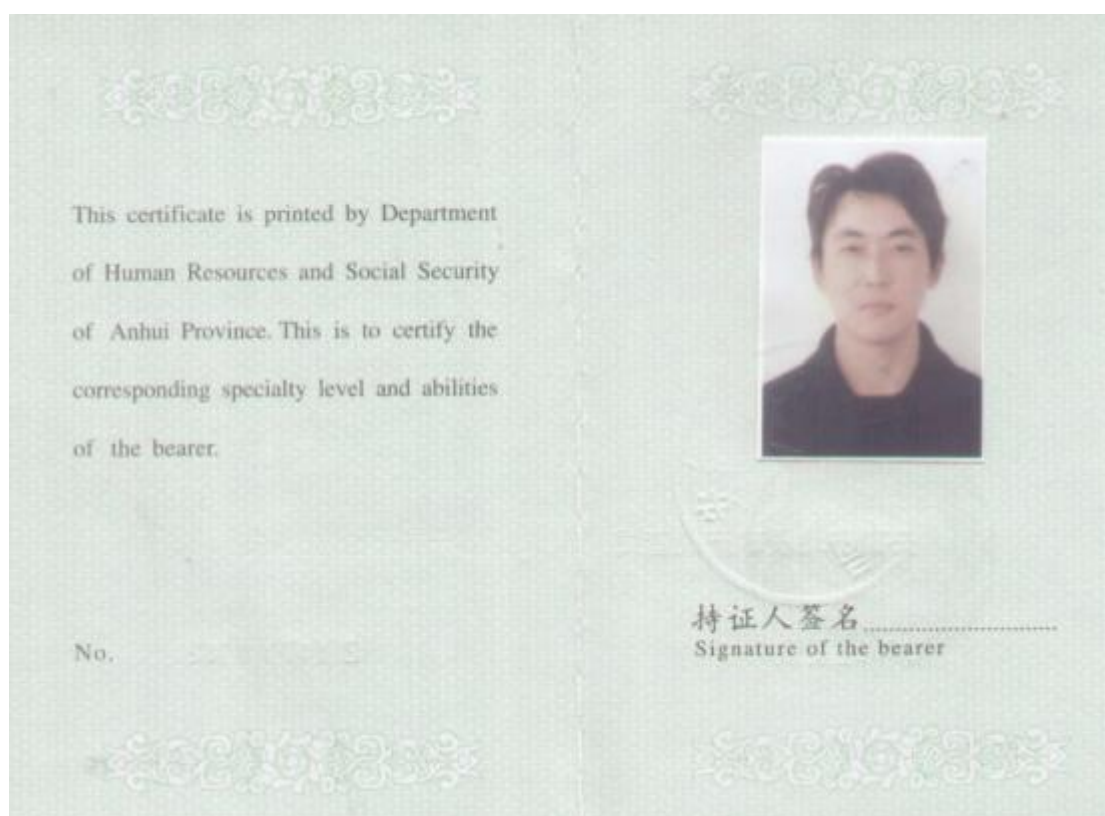 This certificate is printed by Department
of Human Resources and Social Security
of Anhui Province. This is to certify the
corresponding specialty level and abilities
of the bearer.
No.
持证人签名
Signature of the bearer